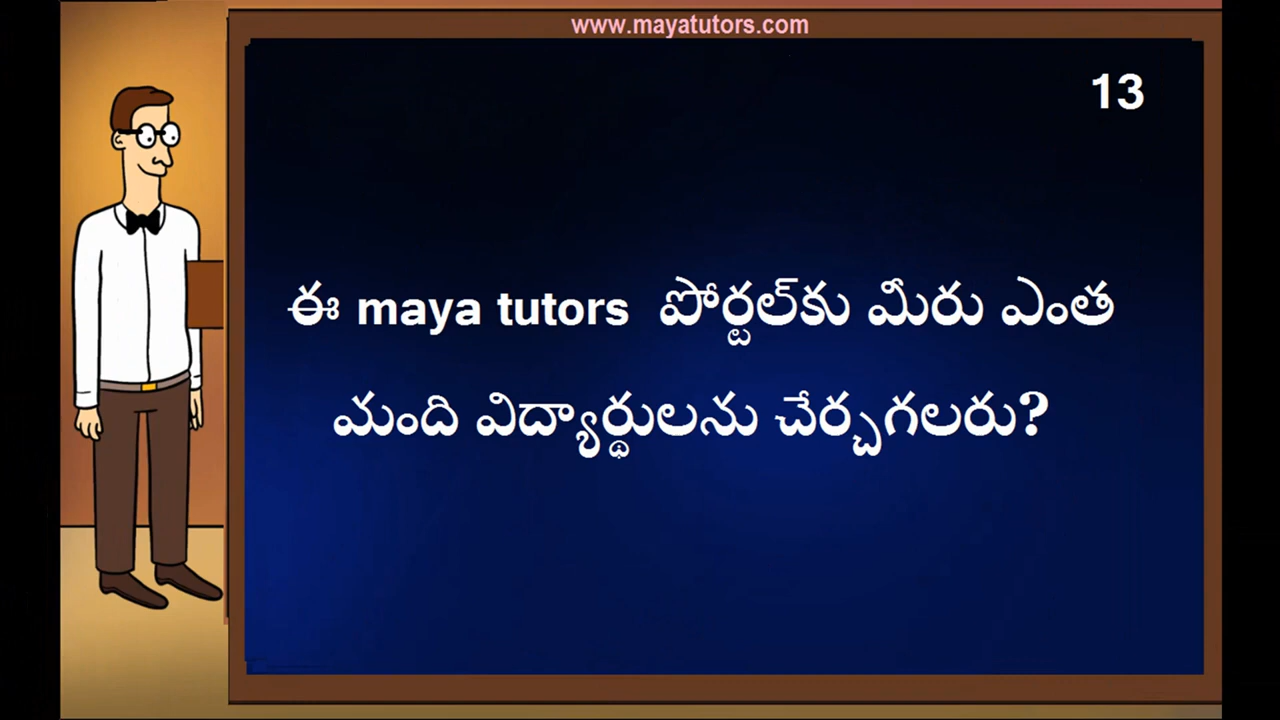 www.mayatutors.com
13
ఈ maya tutors పోర్టల్‌కు మీరు ఎంత
మంది విద్యార్థులను చేర్చగలరు?